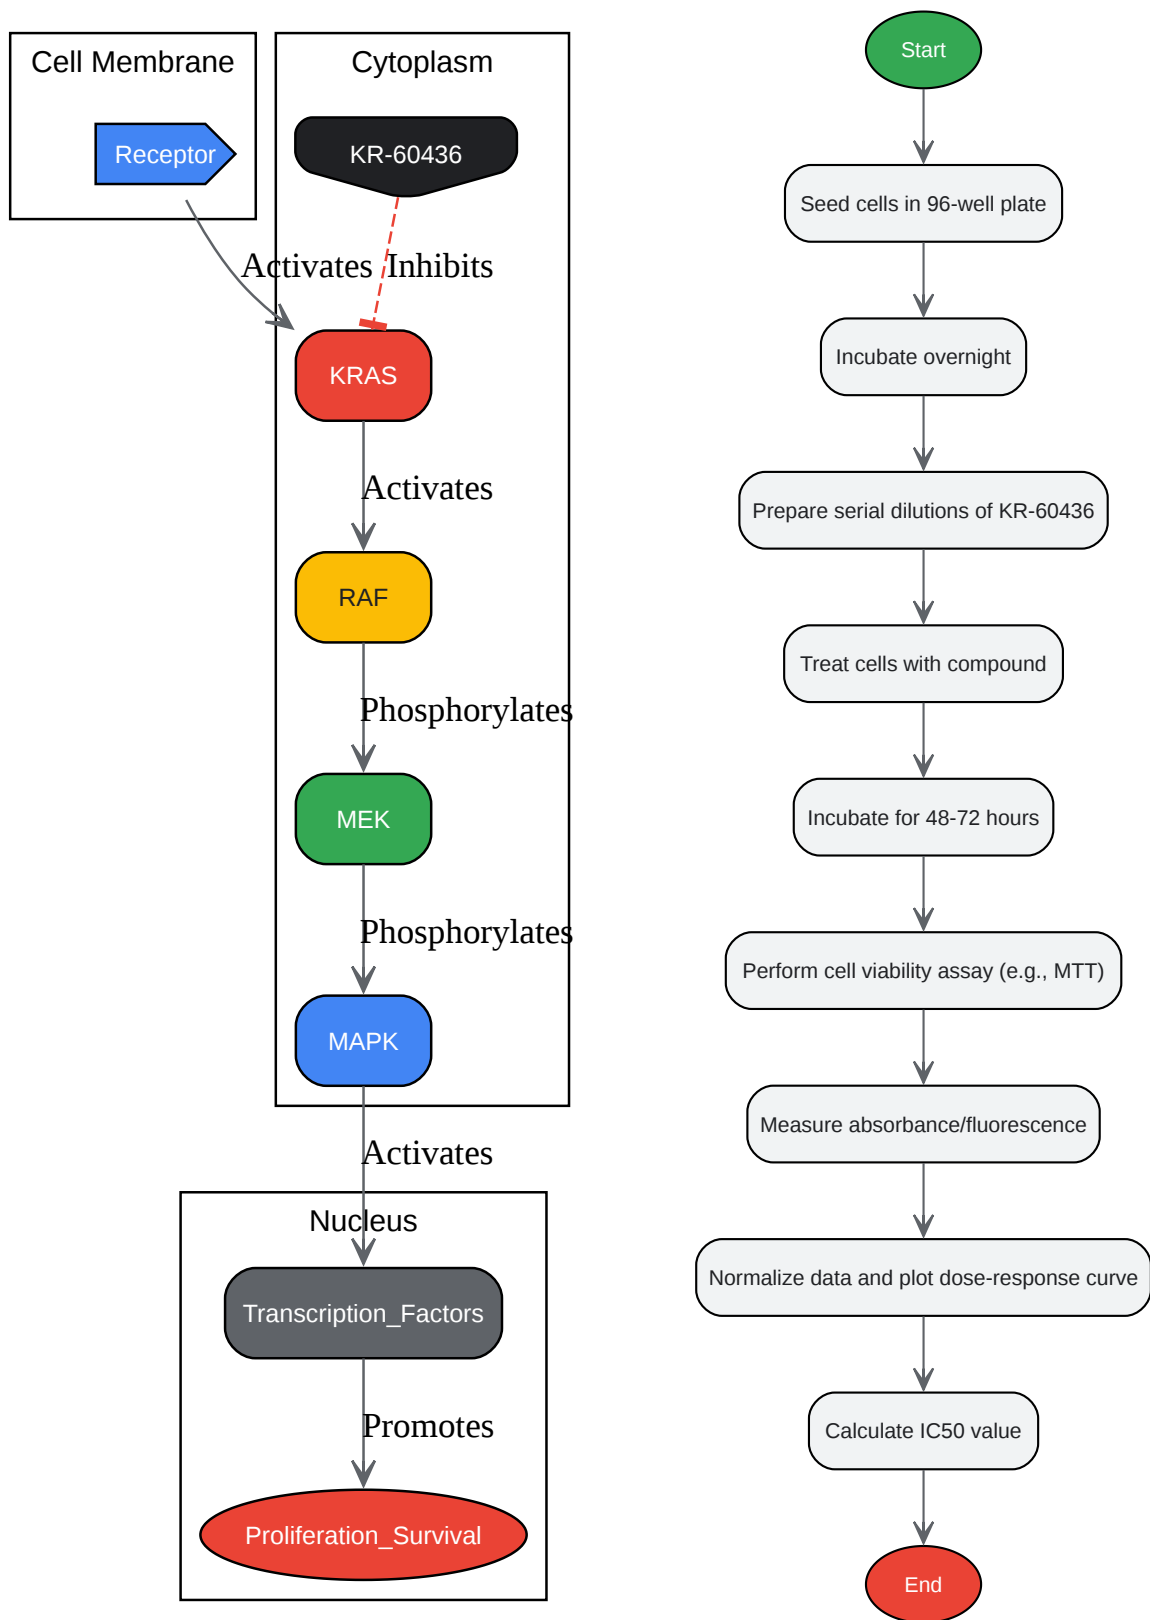 Cell Membrane
Receptor
Cytoplasm
KR-60436
Activates
Inhibits
KRAS
Activates
RAF
Phosphorylates
MEK
Phosphorylates
MAPK
Activates
Nucleus
Transcription_Factors
Promotes
Proliferation_Survival
Start
Seed cells in 96-well plate
Incubate overnight
Prepare serial dilutions of KR-60436
Treat cells with compound
Incubate for 48-72 hours
Perform cell viability assay (e.g., MTT)
Measure absorbance/fluorescence
Normalize data and plot dose-response curve
Calculate IC50 value
End